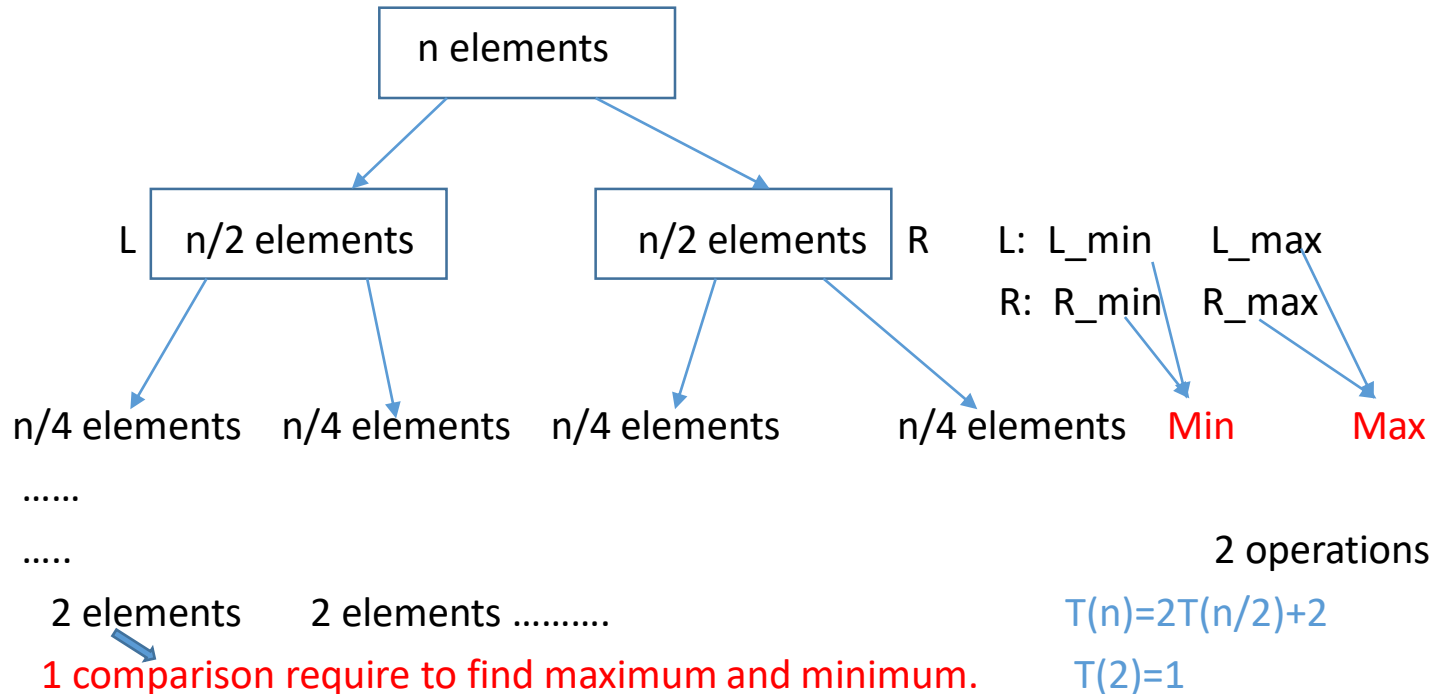 n elements
L n/2 elements n/2 elements R L: L_min L_max
R: R_min R_max
n/4 elements n/4 elements n/4 elements n/4 elements Min Max
......
..... 2 operations
2 elements 2 elements .......... T(n)=2T(n/2)+2
1 comparison require to find maximum and minimum. T(2)=1